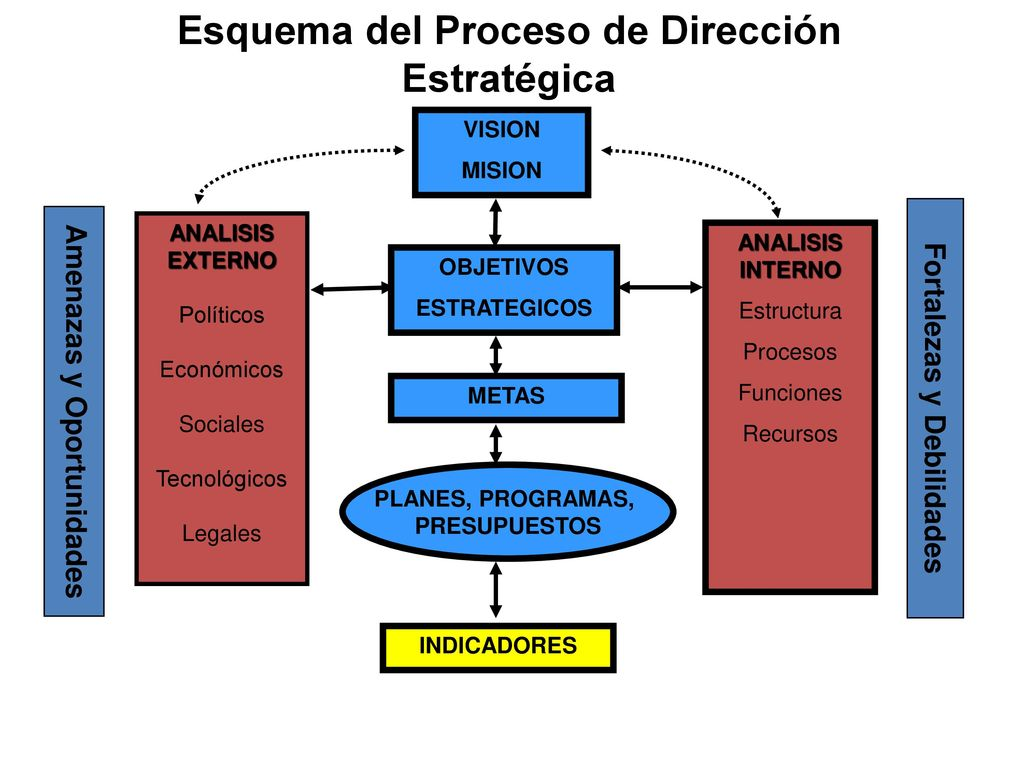 Esquema del Proceso de Dirección
Estratégica
VISION
MISION
Amenazas y Oportunidades
ANALISIS
EXTERNO
Políticos
Económicos
Sociales
Tecnológicos
Legales
OBJETIVOS
ESTRATEGICOS
METAS
PLANES, PROGRAMAS,
PRESUPUESTOS
INDICADORES
ANALISIS
INTERNO
Estructura
Procesos
Funciones
Recursos
Fortalezas y Debilidades